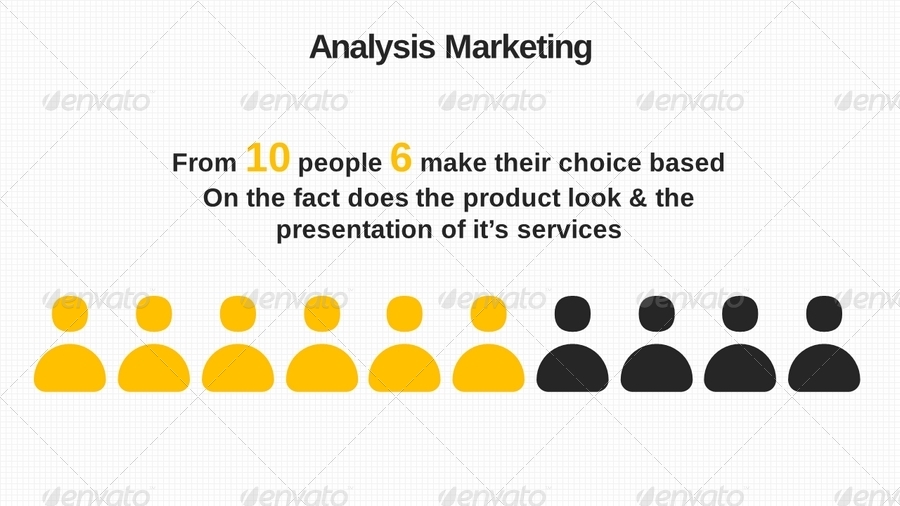 Analysis Marketing
envato envato envato envato envato
From 10 people 6 make their choice based
On the fact does the product look & the
presentation of it’s services
envato envato envato envato envato
envato envato envato envato envato